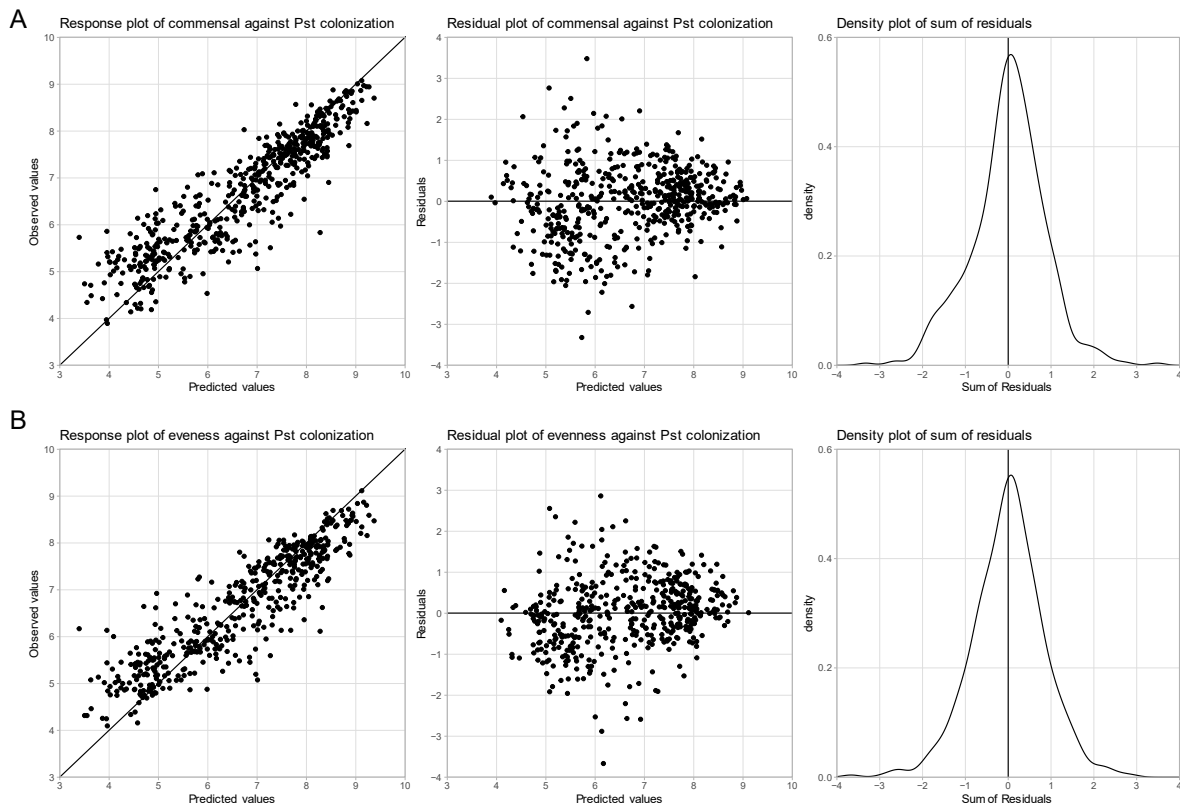 A
Response plot of commensal against Pst colonization
10
9
8
7
6
5
4
3
Observed values
3 4 5 6 7 8 9 10
Predicted values
Residual plot of commensal against Pst colonization
4
3
2
1
0
−1
−2
−3
−4
Residuals
3 4 5 6 7 8 9 10
Predicted values
Density plot of sum of residuals
0.6
0.4
0.2
0.0
density
−4 −3 −2 −1 0 1 2 3 4
Sum of Residuals
B
Response plot of eveness against Pst colonization
10
9
8
7
6
5
4
3
Observed values
3 4 5 6 7 8 9 10
Predicted values
Residual plot of evenness against Pst colonization
4
3
2
1
0
−1
−2
−3
−4
Residuals
3 4 5 6 7 8 9 10
Predicted values
Density plot of sum of residuals
0.6
0.4
0.2
0.0
density
−4 −3 −2 −1 0 1 2 3 4
Sum of Residuals